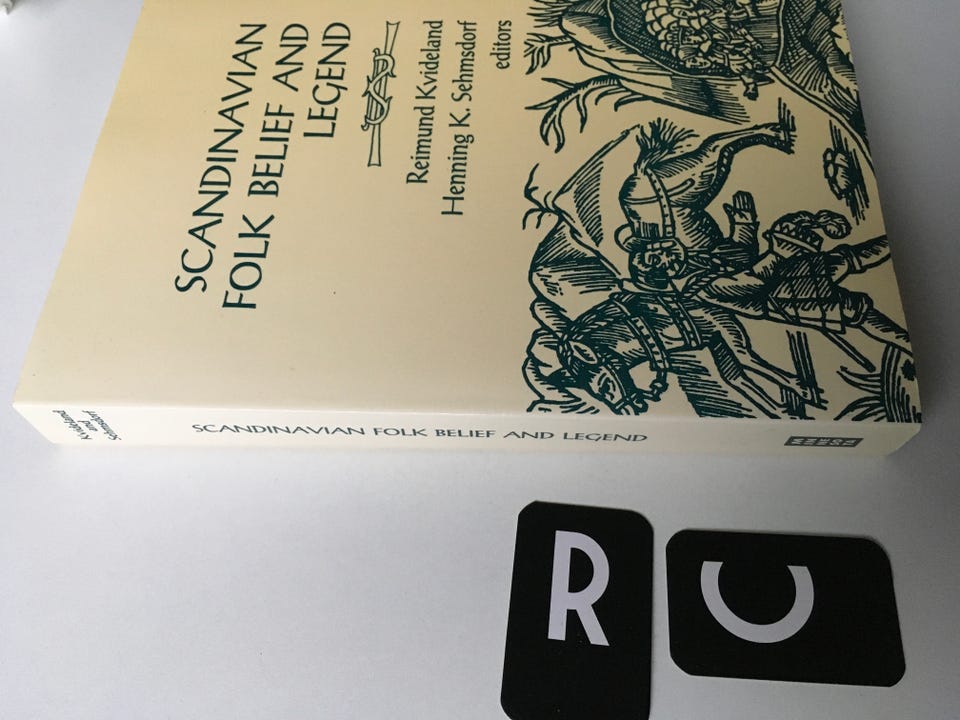 SCANDINAVIAN
FOLK BELIEF AND
LEGEND
Reimund Kvideland
Henning K. Sehmsdorf
editors
Kvideland
and
Sehmsdorf
SCANDINAVIAN FOLK BELIEF AND LEGEND
R
C